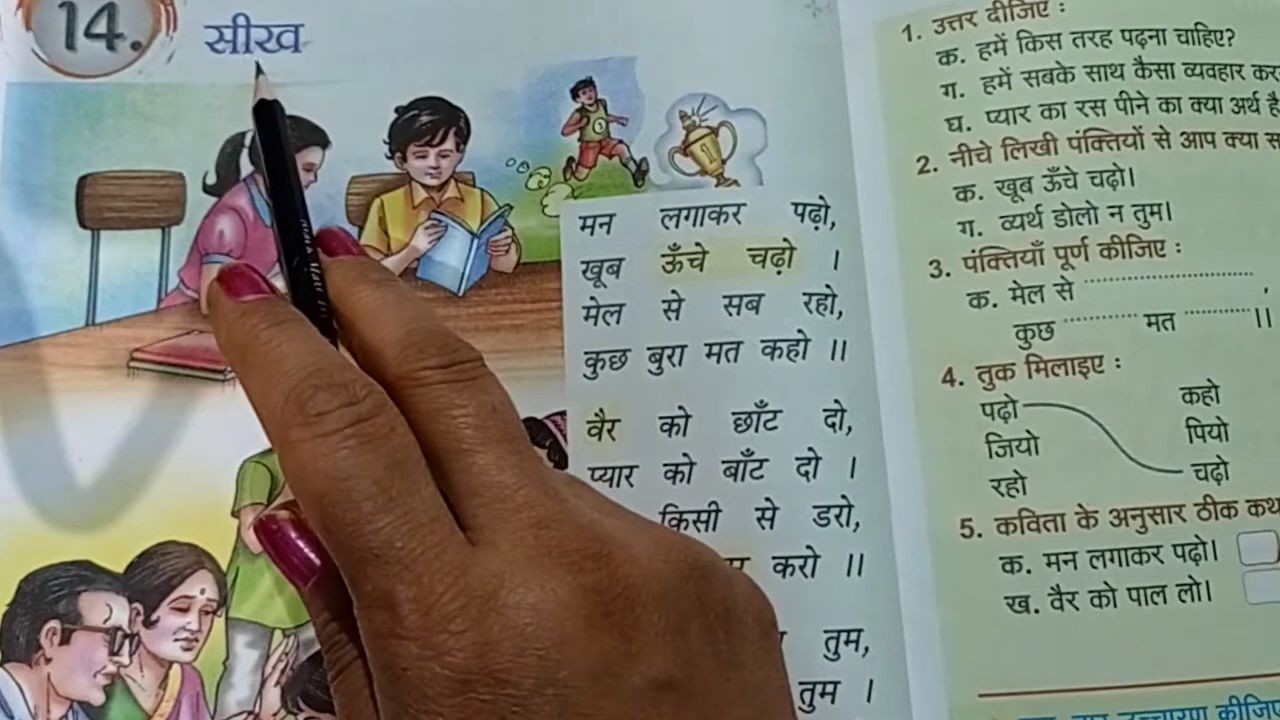 14. सीख
मन लगाकर पढ़ो,
खूब ऊँचे चढ़ो ।
मेल से सब रहो,
कुछ बुरा मत कहो ।।
वैर को छाँट दो,
प्यार को बाँट दो ।
किसी से डरो,
करो ।।
तुम,
तुम ।
1. उत्तर दीजिए :
क. हमें किस तरह पढ़ना चाहिए?
ग. हमें सबके साथ कैसा व्यवहार
घ. प्यार का रस पीने का क्या अर्थ
2. नीचे लिखी पंक्तियों से आप क्या
क. खूब ऊँचे चढ़ो।
ग. व्यर्थ डोलो न तुम।
3. पंक्तियाँ पूर्ण कीजिए :
क. मेल से ...................... ,
कुछ ............ मत ............ ।।
4. तुक मिलाइए :
पढ़ो कहो
जियो पियो
रहो चढ़ो
5. कविता के अनुसार ठीक
क. मन लगाकर पढ़ो।
ख. वैर को पाल लो।